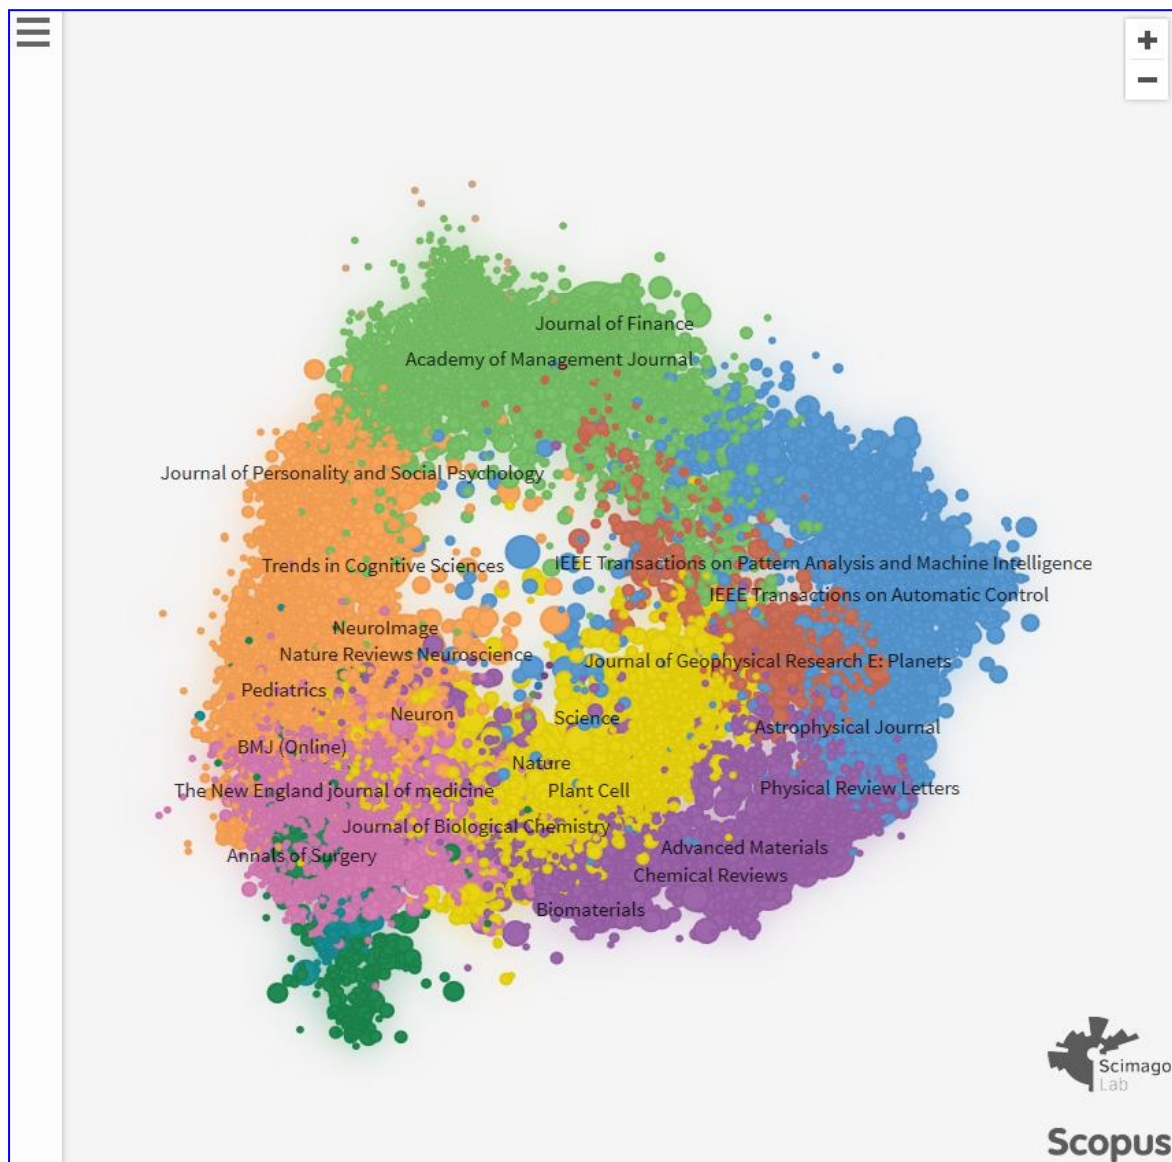 +
−
Journal of Finance
Academy of Management Journal
Journal of Personality and Social Psychology
IEEE Transactions on Pattern Analysis and Machine Intelligence
Trends in Cognitive Sciences
IEEE Transactions on Automatic Control
NeuroImage
Nature Reviews Neuroscience
Journal of Geophysical Research E: Planets
Pediatrics
Neuron
Science
Astrophysical Journal
BMJ (Online)
Nature
Physical Review Letters
The New England journal of medicine
Plant Cell
Journal of Biological Chemistry
Advanced Materials
Annals of Surgery
Chemical Reviews
Biomaterials
Scimago
Lab
Scopus